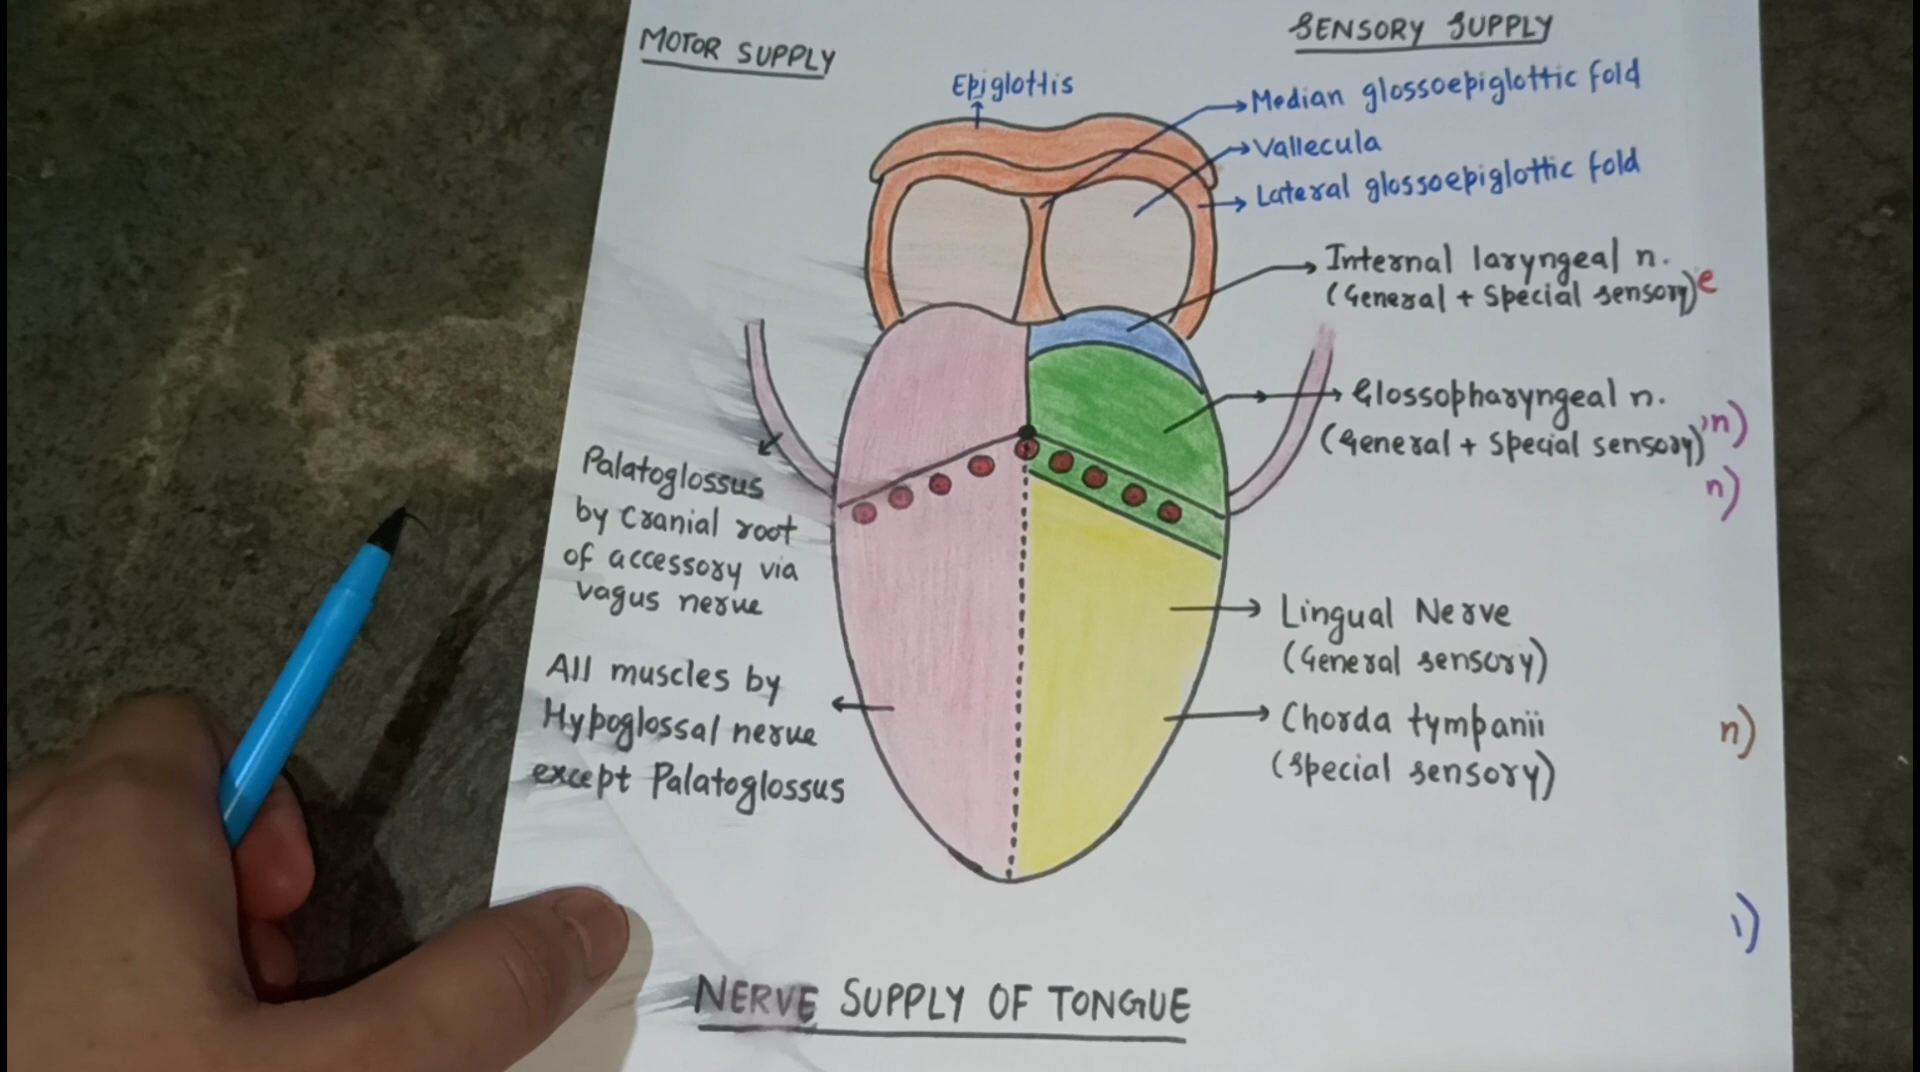 MOTOR SUPPLY
SENSORY SUPPLY
Epiglottis
Median glossoepiglottic fold
Vallecula
Lateral glossoepiglottic fold
Internal laryngeal n.
(General + Special sensory)
e
Glossopharyngeal n.
(General + Special sensory)
n)
n)
Palatoglossus
by Cranial root
of accessory via
vagus nerve
All muscles by
Hypoglossal nerve
except Palatoglossus
Lingual Nerve
(General sensory)
Chorda tympanii
(Special sensory)
n)
NERVE SUPPLY OF TONGUE